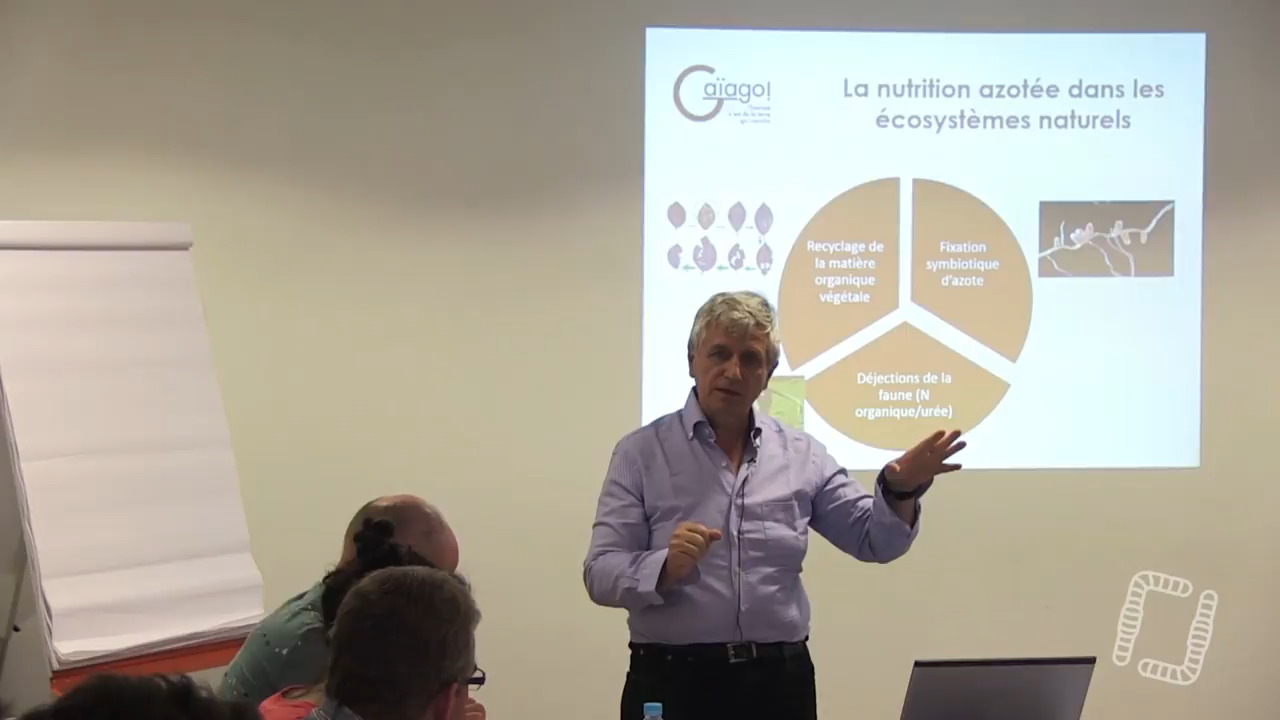 Gaïago!
La nutrition azotée dans les
écosystèmes naturels
Recyclage de
la matière
organique
végétale
Fixation
symbiotique
d'azote
Déjections de la
faune (N
organique/urée)